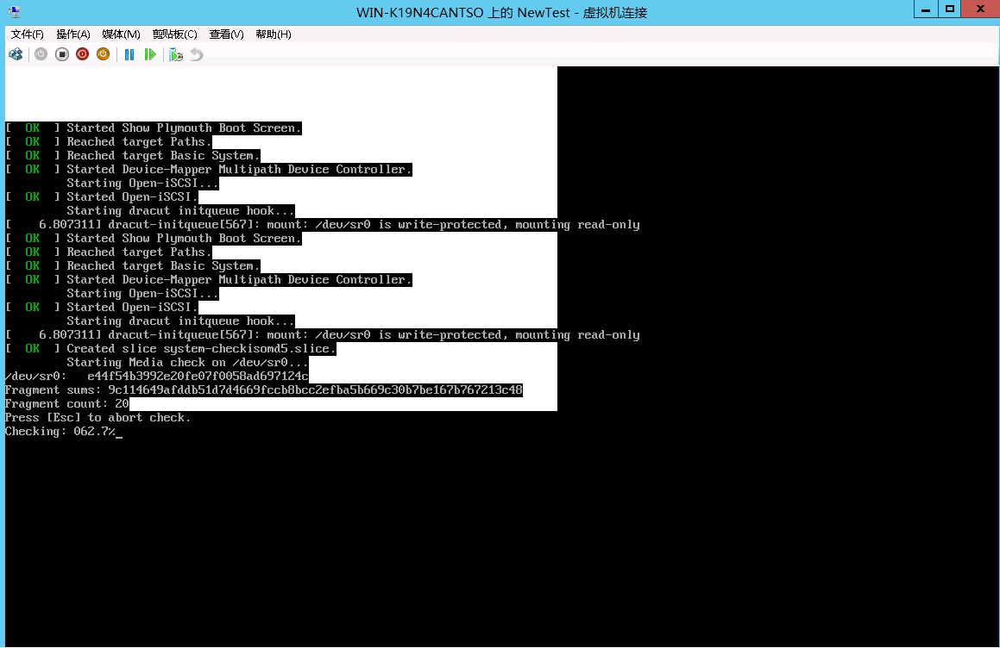 WIN-K19N4CANTSO 上的 NewTest - 虚拟机连接
文件(F) 操作(A) 媒体(M) 剪贴板(C) 查看(V) 帮助(H)
[  OK  ] Started Show Plymouth Boot Screen.
[  OK  ] Reached target Paths.
[  OK  ] Reached target Basic System.
[  OK  ] Started Device-Mapper Multipath Device Controller.
         Starting Open-iSCSI...
[  OK  ] Started Open-iSCSI.
         Starting dracut initqueue hook...
[    6.807311] dracut-initqueue[567]: mount: /dev/sr0 is write-protected, mounting read-only
[  OK  ] Started Show Plymouth Boot Screen.
[  OK  ] Reached target Paths.
[  OK  ] Reached target Basic System.
[  OK  ] Started Device-Mapper Multipath Device Controller.
         Starting Open-iSCSI...
[  OK  ] Started Open-iSCSI.
         Starting dracut initqueue hook...
[    6.807311] dracut-initqueue[567]: mount: /dev/sr0 is write-protected, mounting read-only
[  OK  ] Created slice system-checkisomd5.slice.
         Starting Media check on /dev/sr0...
/dev/sr0:   e44f54b3992e20fe07f0058ad697124c
Fragment sums: 9c114649afddb51d7d4669fccb8bcc2efba5b669c30b7be167b767213c48
Fragment count: 20
Press [Esc] to abort check.
Checking: 062.7%_